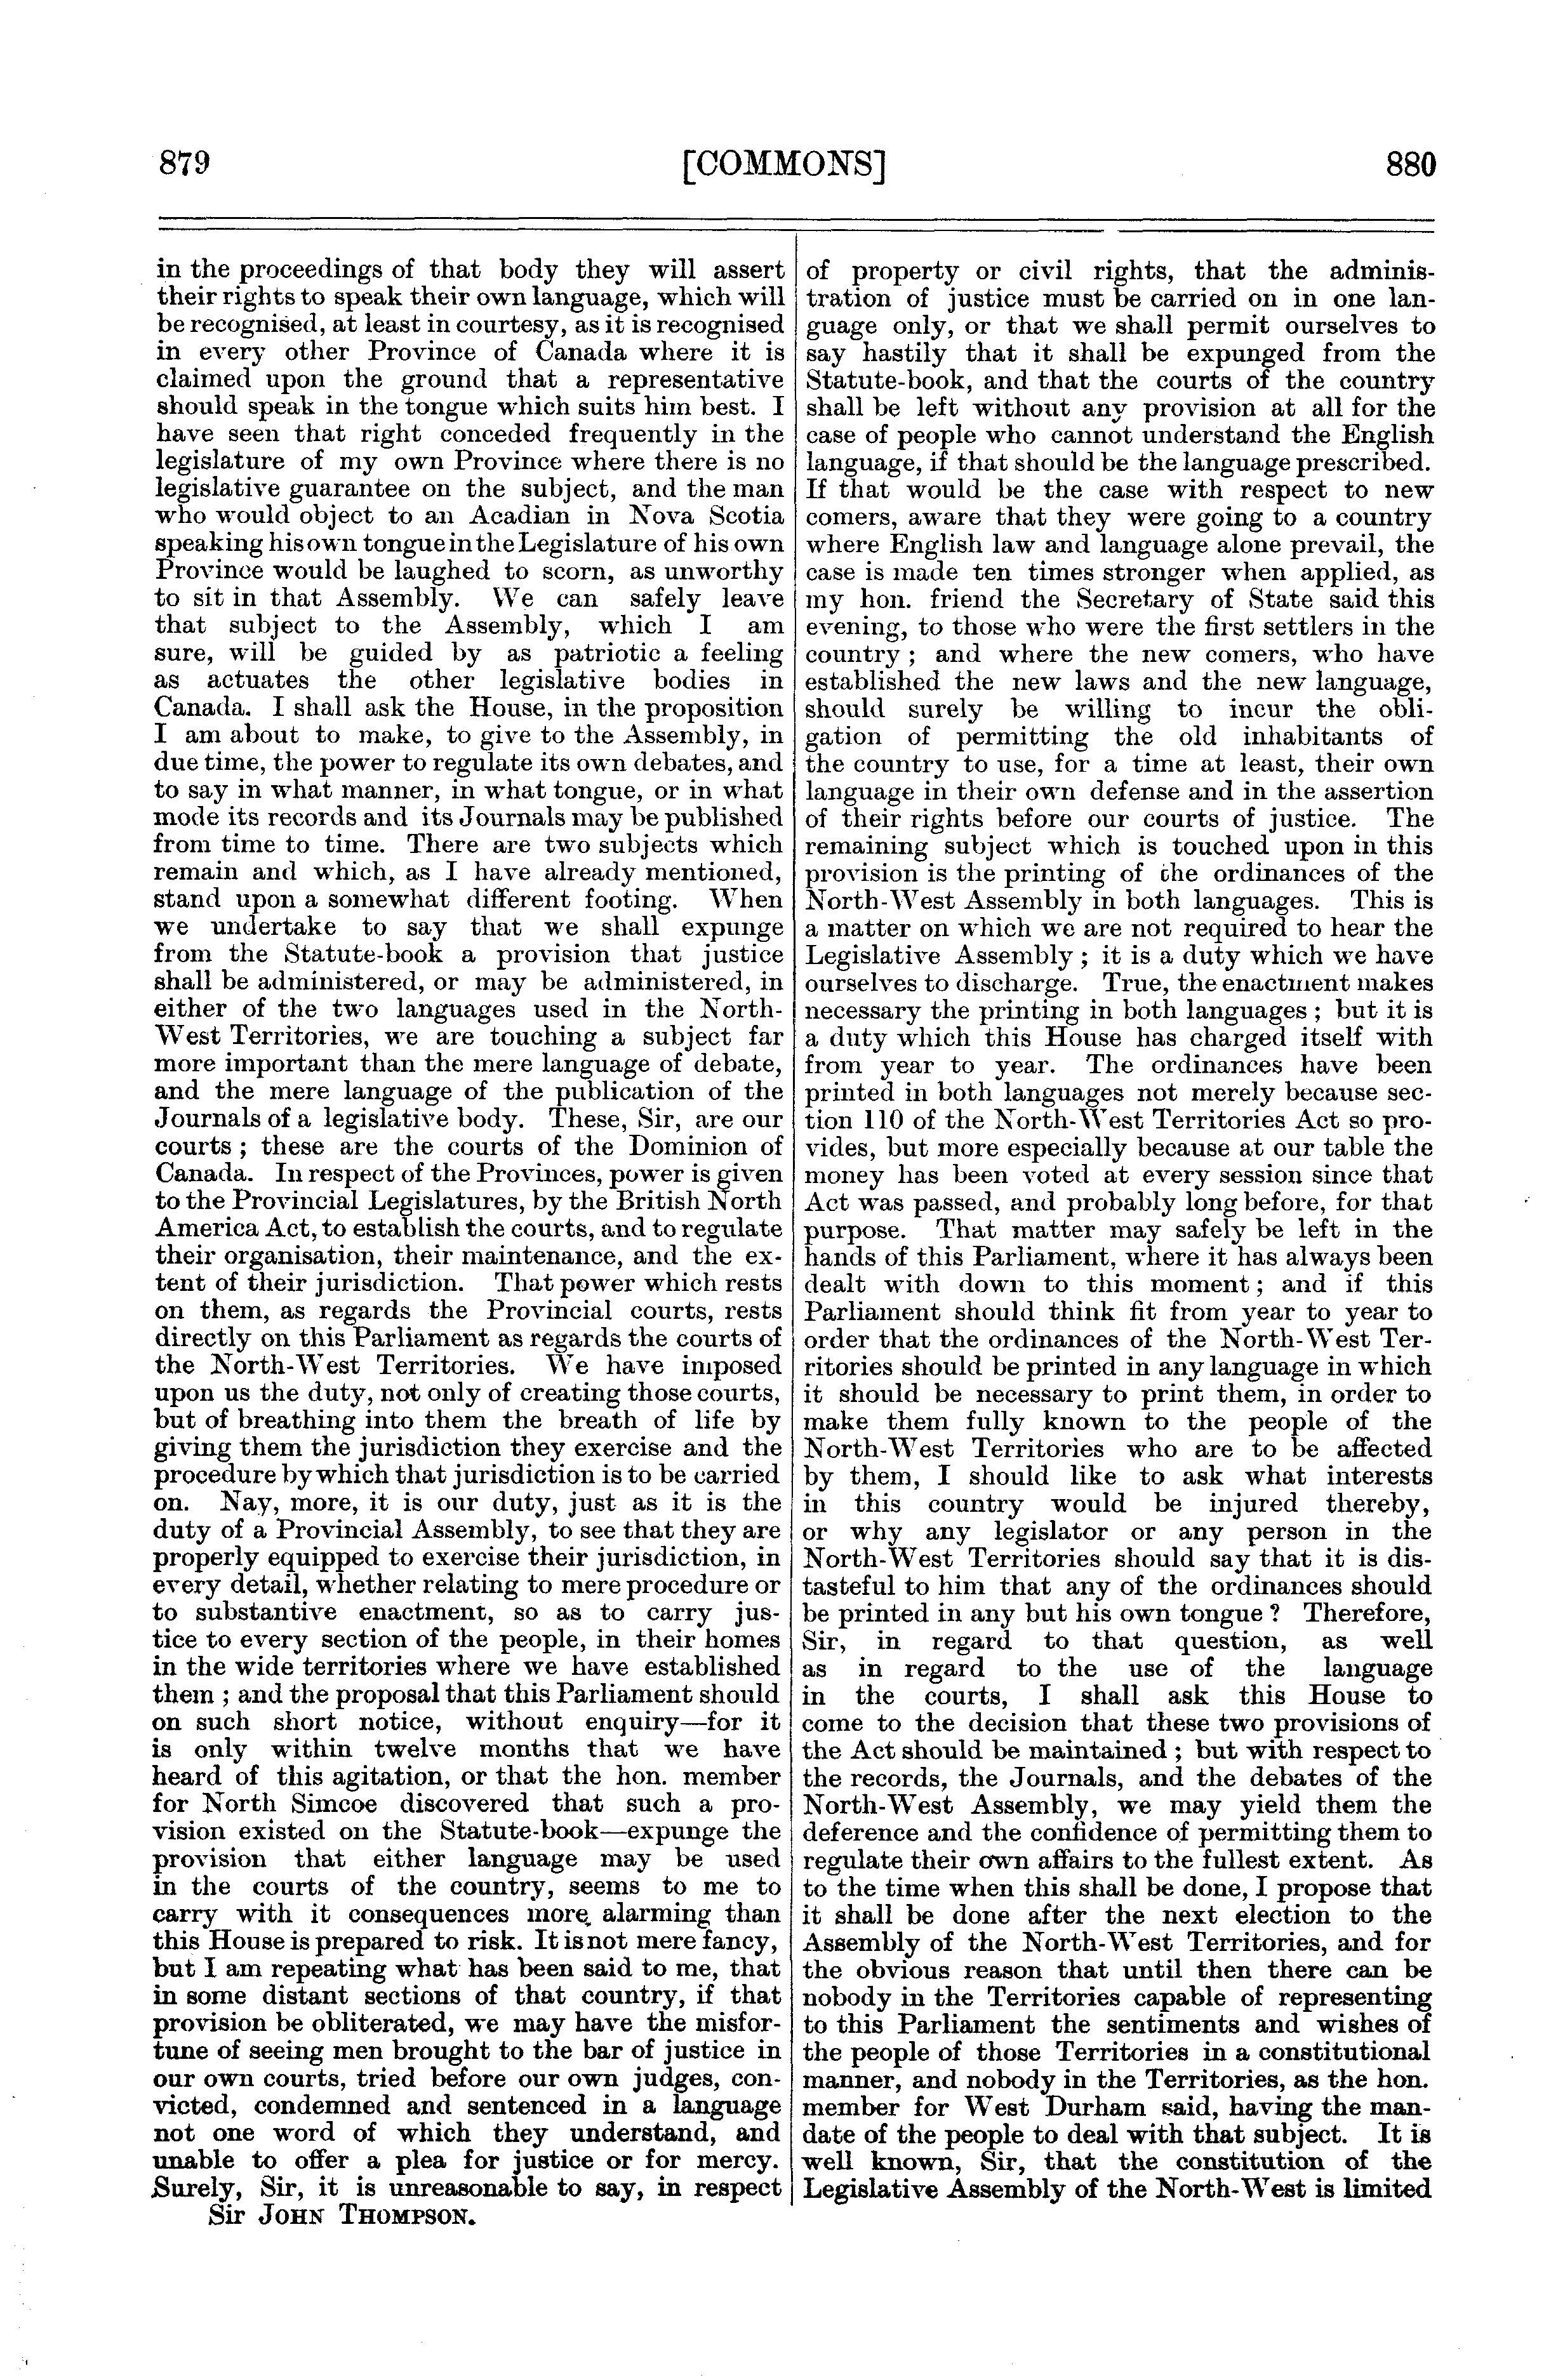 879
[COMMONS]
880
in the proceedings of that body they will assert
their rights to speak their own language, which will
be recognised, at least in courtesy, as it is recognised
in every other Province of Canada where it is
claimed upon the ground that a representative
should speak in the tongue which suits him best. I
have seen that right conceded frequently in the
legislature of my own Province where there is no
legislative guarantee on the subject, and the man
who would object to an Acadian in Nova Scotia
speaking his own tongue in the Legislature of his own
Province would be laughed to scorn, as unworthy
to sit in that Assembly. We can safely leave
that subject to the Assembly, which I am
sure, will be guided by as patriotic a feeling
as actuates the other legislative bodies in
Canada. I shall ask the House, in the proposition
I am about to make, to give to the Assembly, in
due time, the power to regulate its own debates, and
to say in what manner, in what tongue, or in what
mode its records and its Journals may be published
from time to time. There are two subjects which
remain and which, as I have already mentioned,
stand upon a somewhat different footing. When
we undertake to say that we shall expunge
from the Statute-book a provision that justice
shall be administered, or may be administered, in
either of the two languages used in the North-
West Territories, we are touching a subject far
more important than the mere language of debate,
and the mere language of the publication of the
Journals of a legislative body. These, Sir, are our
courts ; these are the courts of the Dominion of
Canada. In respect of the Provinces, power is given
to the Provincial Legislatures, by the British North
America Act, to establish the courts, and to regulate
their organisation, their maintenance, and the ex-
tent of their jurisdiction. That power which rests
on them, as regards the Provincial courts, rests
directly on this Parliament as regards the courts of
the North-West Territories. We have imposed
upon us the duty, not only of creating those courts,
but of breathing into them the breath of life by
giving them the jurisdiction they exercise and the
procedure by which that jurisdiction is to be carried
on. Nay, more, it is our duty, just as it is the
duty of a Provincial Assembly, to see that they are
properly equipped to exercise their jurisdiction, in
every detail, whether relating to mere procedure or
to substantive enactment, so as to carry jus-
tice to every section of the people, in their homes
in the wide territories where we have established
them ; and the proposal that this Parliament should
on such short notice, without enquiry—for it
is only within twelve months that we have
heard of this agitation, or that the hon. member
for North Simcoe discovered that such a pro-
vision existed on the Statute-book—expunge the
provision that either language may be used
in the courts of the country, seems to me to
carry with it consequences more alarming than
this House is prepared to risk. It is not mere fancy,
but I am repeating what has been said to me, that
in some distant sections of that country, if that
provision be obliterated, we may have the misfor-
tune of seeing men brought to the bar of justice in
our own courts, tried before our own judges, con-
victed, condemned and sentenced in a language
not one word of which they understand, and
unable to offer a plea for justice or for mercy.
Surely, Sir, it is unreasonable to say, in respect
Sir JOHN THOMPSON.
of property or civil rights, that the adminis-
tration of justice must be carried on in one lan-
guage only, or that we shall permit ourselves to
say hastily that it shall be expunged from the
Statute-book, and that the courts of the country
shall be left without any provision at all for the
case of people who cannot understand the English
language, if that should be the language prescribed.
If that would be the case with respect to new
comers, aware that they were going to a country
where English law and language alone prevail, the
case is made ten times stronger when applied, as
my hon. friend the Secretary of State said this
evening, to those who were the first settlers in the
country ; and where the new comers, who have
established the new laws and the new language,
should surely be willing to incur the obli-
gation of permitting the old inhabitants of
the country to use, for a time at least, their own
language in their own defense and in the assertion
of their rights before our courts of justice. The
remaining subject which is touched upon in this
provision is the printing of the ordinances of the
North-West Assembly in both languages. This is
a matter on which we are not required to hear the
Legislative Assembly ; it is a duty which we have
ourselves to discharge. True, the enactment makes
necessary the printing in both languages ; but it is
a duty which this House has charged itself with
from year to year. The ordinances have been
printed in both languages not merely because sec-
tion 110 of the North-West Territories Act so pro-
vides, but more especially because at our table the
money has been voted at every session since that
Act was passed, and probably long before, for that
purpose. That matter may safely be left in the
hands of this Parliament, where it has always been
dealt with down to this moment ; and if this
Parliament should think fit from year to year to
order that the ordinances of the North-West Ter-
ritories should be printed in any language in which
it should be necessary to print them, in order to
make them fully known to the people of the
North-West Territories who are to be affected
by them, I should like to ask what interests
in this country would be injured thereby,
or why any legislator or any person in the
North-West Territories should say that it is dis-
tasteful to him that any of the ordinances should
be printed in any but his own tongue ? Therefore,
Sir, in regard to that question, as well
as in regard to the use of the language
in the courts, I shall ask this House to
come to the decision that these two provisions of
the Act should be maintained ; but with respect to
the records, the Journals, and the debates of the
North-West Assembly, we may yield them the
deference and the confidence of permitting them to
regulate their own affairs to the fullest extent. As
to the time when this shall be done, I propose that
it shall be done after the next election to the
Assembly of the North-West Territories, and for
the obvious reason that until then there can be
nobody in the Territories capable of representing
to this Parliament the sentiments and wishes of
the people of those Territories in a constitutional
manner, and nobody in the Territories, as the hon.
member for West Durham said, having the man-
date of the people to deal with that subject. It is
well known, Sir, that the constitution of the
Legislative Assembly of the North-West is limited